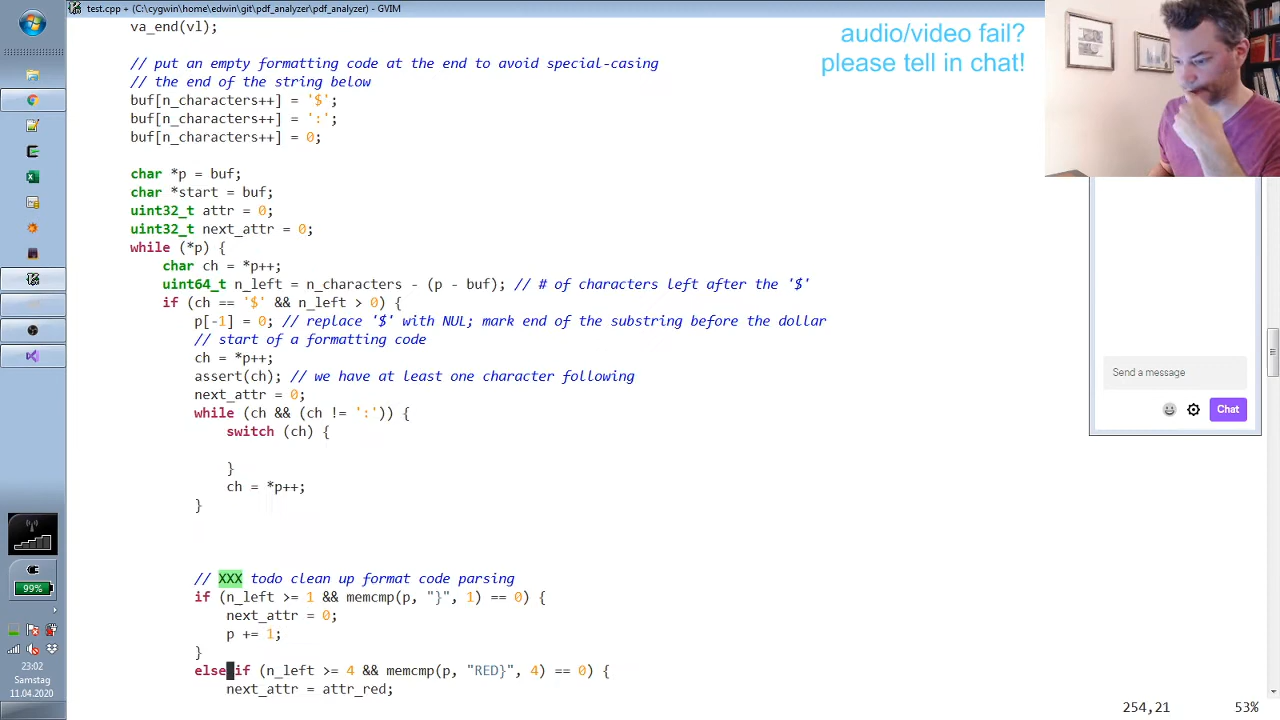 test.cpp + (C:\cygwin\home\edwin\git\pdf_analyzer\pdf_analyzer) - GVIM
va_end(vl);
// put an empty formatting code at the end to avoid special-casing
// the end of the string below
buf[n_characters++] = '$';
buf[n_characters++] = ':';
buf[n_characters++] = 0;
char *p = buf;
char *start = buf;
uint32_t attr = 0;
uint32_t next_attr = 0;
while (*p) {
char ch = *p++;
uint64_t n_left = n_characters - (p - buf); // # of characters left after the '$'
if (ch == '$' && n_left > 0) {
p[-1] = 0; // replace '$' with NUL; mark end of the substring before the dollar
// start of a formatting code
ch = *p++;
assert(ch); // we have at least one character following
next_attr = 0;
while (ch && (ch != ':')) {
switch (ch) {
}
ch = *p++;
}
// XXX todo clean up format code parsing
if (n_left >= 1 && memcmp(p, "}", 1) == 0) {
next_attr = 0;
p += 1;
}
else if (n_left >= 4 && memcmp(p, "RED}", 4) == 0) {
next_attr = attr_red;
254,21 53%
audio/video fail?
please tell in chat!
Send a message
Chat
99%
23:02
Samstag
11.04.2020